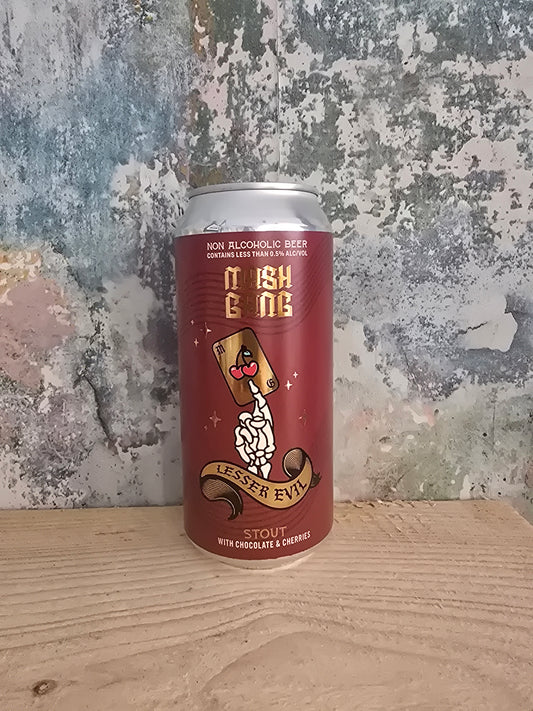 NON ALCOHOLIC BEER
CONTAINS LESS THAN 0.5% ALC/VOL
MASH
GANG
M
G
LESSER EVIL
STOUT
WITH CHOCOLATE & CHERRIES